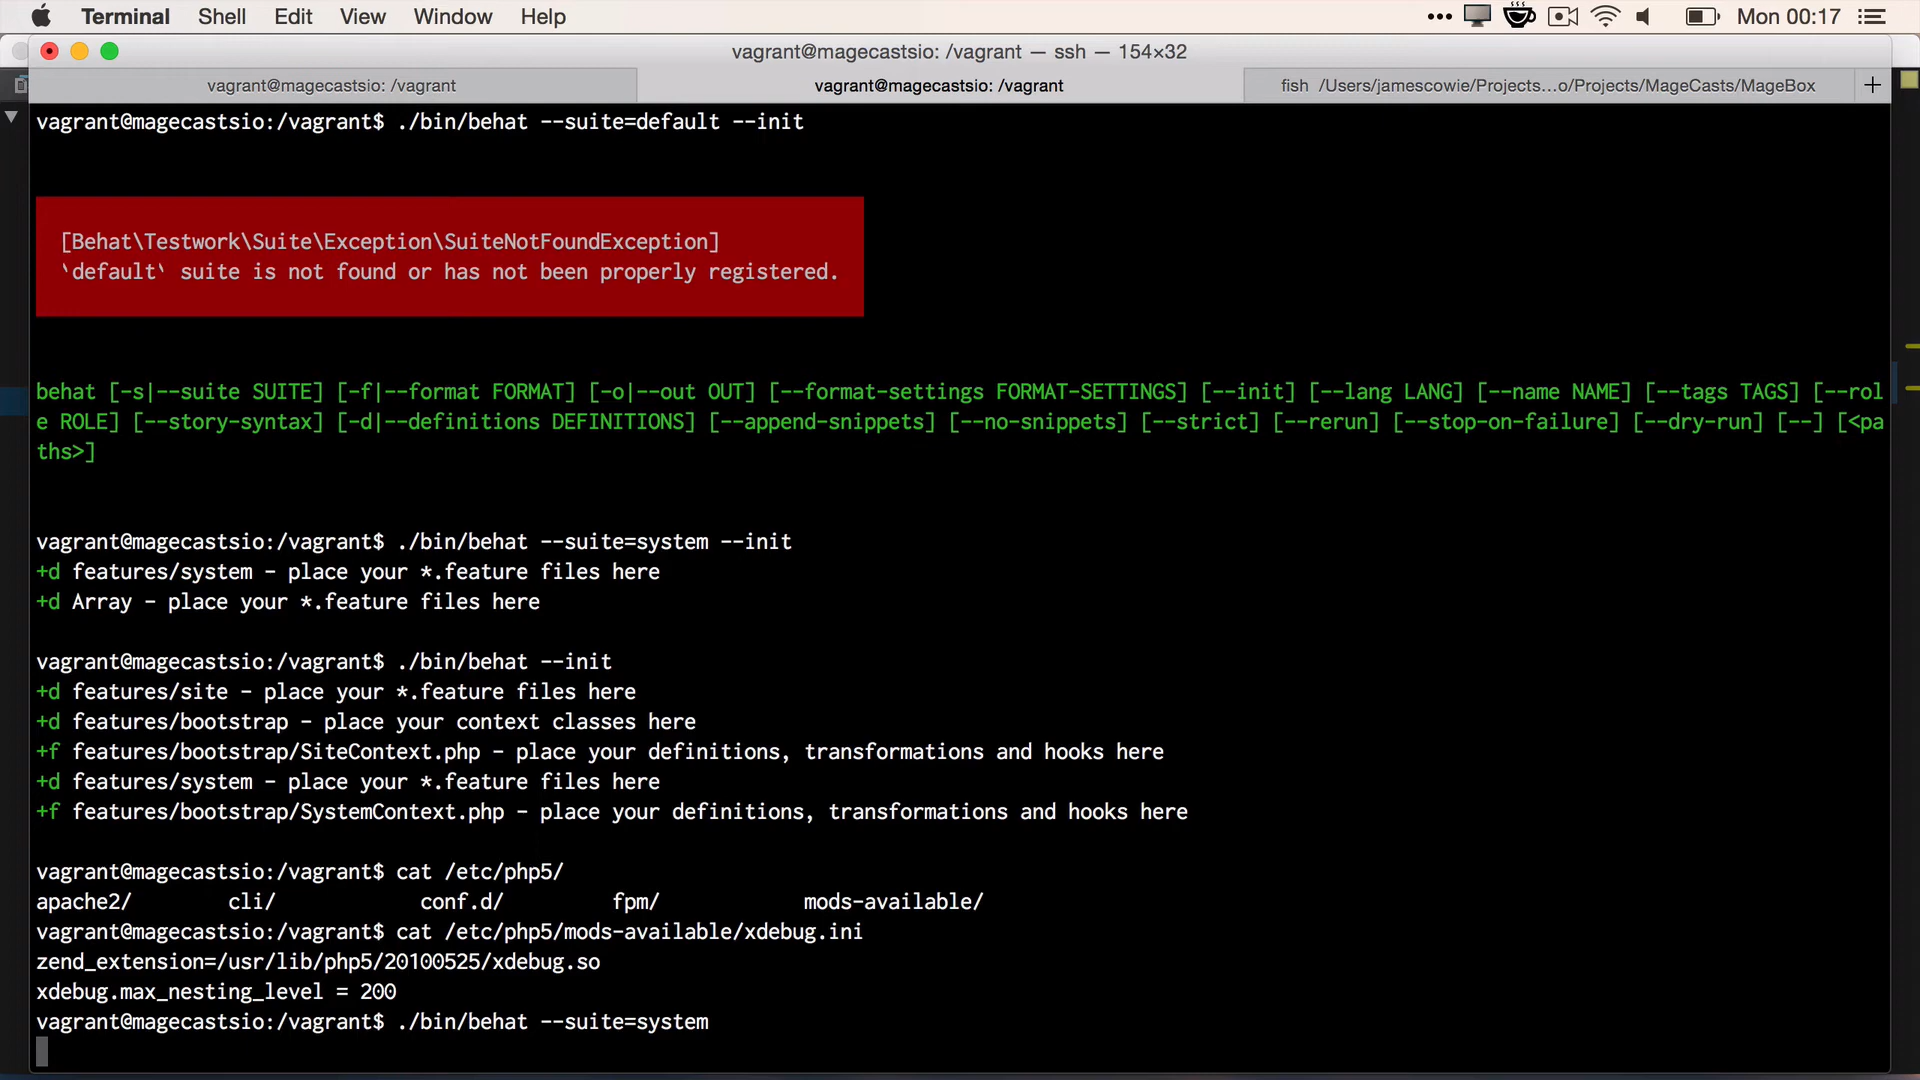 Terminal Shell Edit View Window Help Mon 00:17
vagrant@magecastsio: /vagrant — ssh — 154×32
vagrant@magecastsio: /vagrant vagrant@magecastsio: /vagrant fish /Users/jamescowie/Projects...o/Projects/MageCasts/MageBox +
vagrant@magecastsio:/vagrant$ ./bin/behat --suite=default --init
[Behat\Testwork\Suite\Exception\SuiteNotFoundException]
`default` suite is not found or has not been properly registered.
behat [-s|--suite SUITE] [-f|--format FORMAT] [-o|--out OUT] [--format-settings FORMAT-SETTINGS] [--init] [--lang LANG] [--name NAME] [--tags TAGS] [--rol
e ROLE] [--story-syntax] [-d|--definitions DEFINITIONS] [--append-snippets] [--no-snippets] [--strict] [--rerun] [--stop-on-failure] [--dry-run] [--] [<pa
ths>]
vagrant@magecastsio:/vagrant$ ./bin/behat --suite=system --init
+d features/system - place your *.feature files here
+d Array - place your *.feature files here
vagrant@magecastsio:/vagrant$ ./bin/behat --init
+d features/site - place your *.feature files here
+d features/bootstrap - place your context classes here
+f features/bootstrap/SiteContext.php - place your definitions, transformations and hooks here
+d features/system - place your *.feature files here
+f features/bootstrap/SystemContext.php - place your definitions, transformations and hooks here
vagrant@magecastsio:/vagrant$ cat /etc/php5/
apache2/ cli/ conf.d/ fpm/ mods-available/
vagrant@magecastsio:/vagrant$ cat /etc/php5/mods-available/xdebug.ini
zend_extension=/usr/lib/php5/20100525/xdebug.so
xdebug.max_nesting_level = 200
vagrant@magecastsio:/vagrant$ ./bin/behat --suite=system